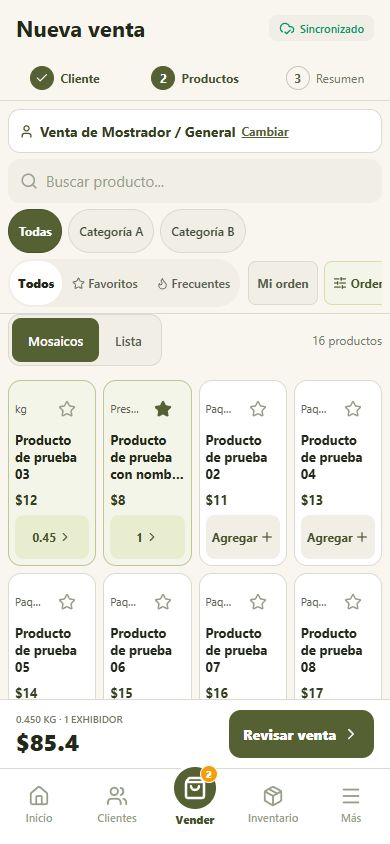 Nueva venta
Sincronizado
Cliente
2 Productos
3 Resumen
Venta de Mostrador / General Cambiar
Buscar producto...
Todas Categoría A Categoría B
Todos Favoritos Frecuentes Mi orden Orden
Mosaicos Lista 16 productos
kg
Producto
de prueba
03
$12
0.45
Pres...
Producto
de prueba
con nomb...
$8
1
Paq...
Producto
de prueba
02
$11
Agregar +
Paq...
Producto
de prueba
04
$13
Agregar +
Paq...
Producto
de prueba
05
$14
Paq...
Producto
de prueba
06
$15
Paq...
Producto
de prueba
07
$16
Paq...
Producto
de prueba
08
$17
0.450 KG · 1 EXHIBIDOR
$85.4
Revisar venta
2
Inicio Clientes Vender Inventario Más